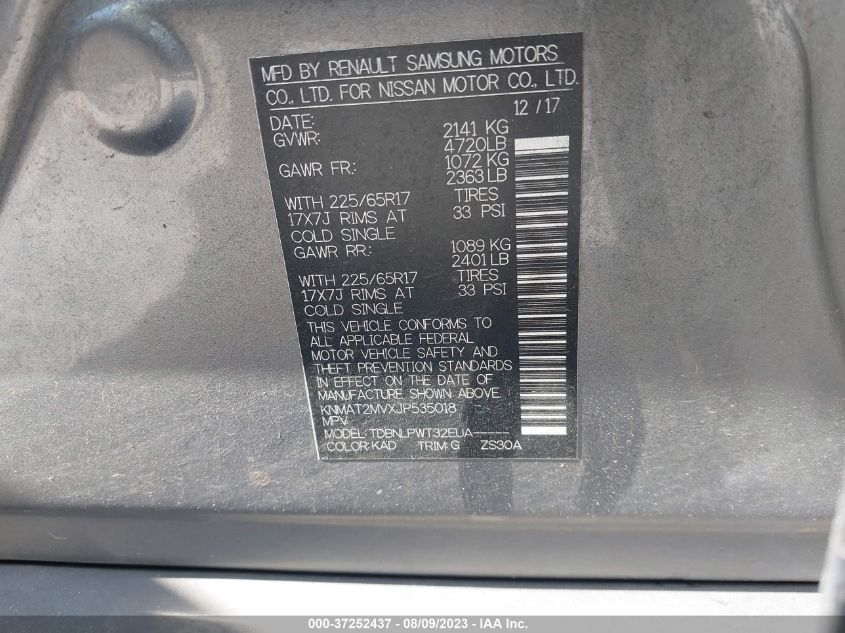 MFD BY RENAULT SAMSUNG MOTORS
CO., LTD. FOR NISSAN MOTOR CO., LTD.
DATE: 12 / 17
GVWR: 2141 KG
4720LB
GAWR FR.: 1072 KG
2363 LB
WITH 225/65R17 TIRES
17X7J RIMS AT 33 PSI
COLD SINGLE
GAWR RR.: 1089 KG
2401 LB
WITH 225/65R17 TIRES
17X7J RIMS AT 33 PSI
COLD SINGLE
THIS VEHICLE CONFORMS TO
ALL APPLICABLE FEDERAL
MOTOR VEHICLE SAFETY AND
THEFT PREVENTION STANDARDS
IN EFFECT ON THE DATE OF
MANUFACTURE SHOWN ABOVE.
KNMAT2MVXJP535018
MPV
MODEL: TDBNLPWT32EUA-----
COLOR: KAD TRIM: G ZS30A
000-37252437 - 08/09/2023 - IAA Inc.